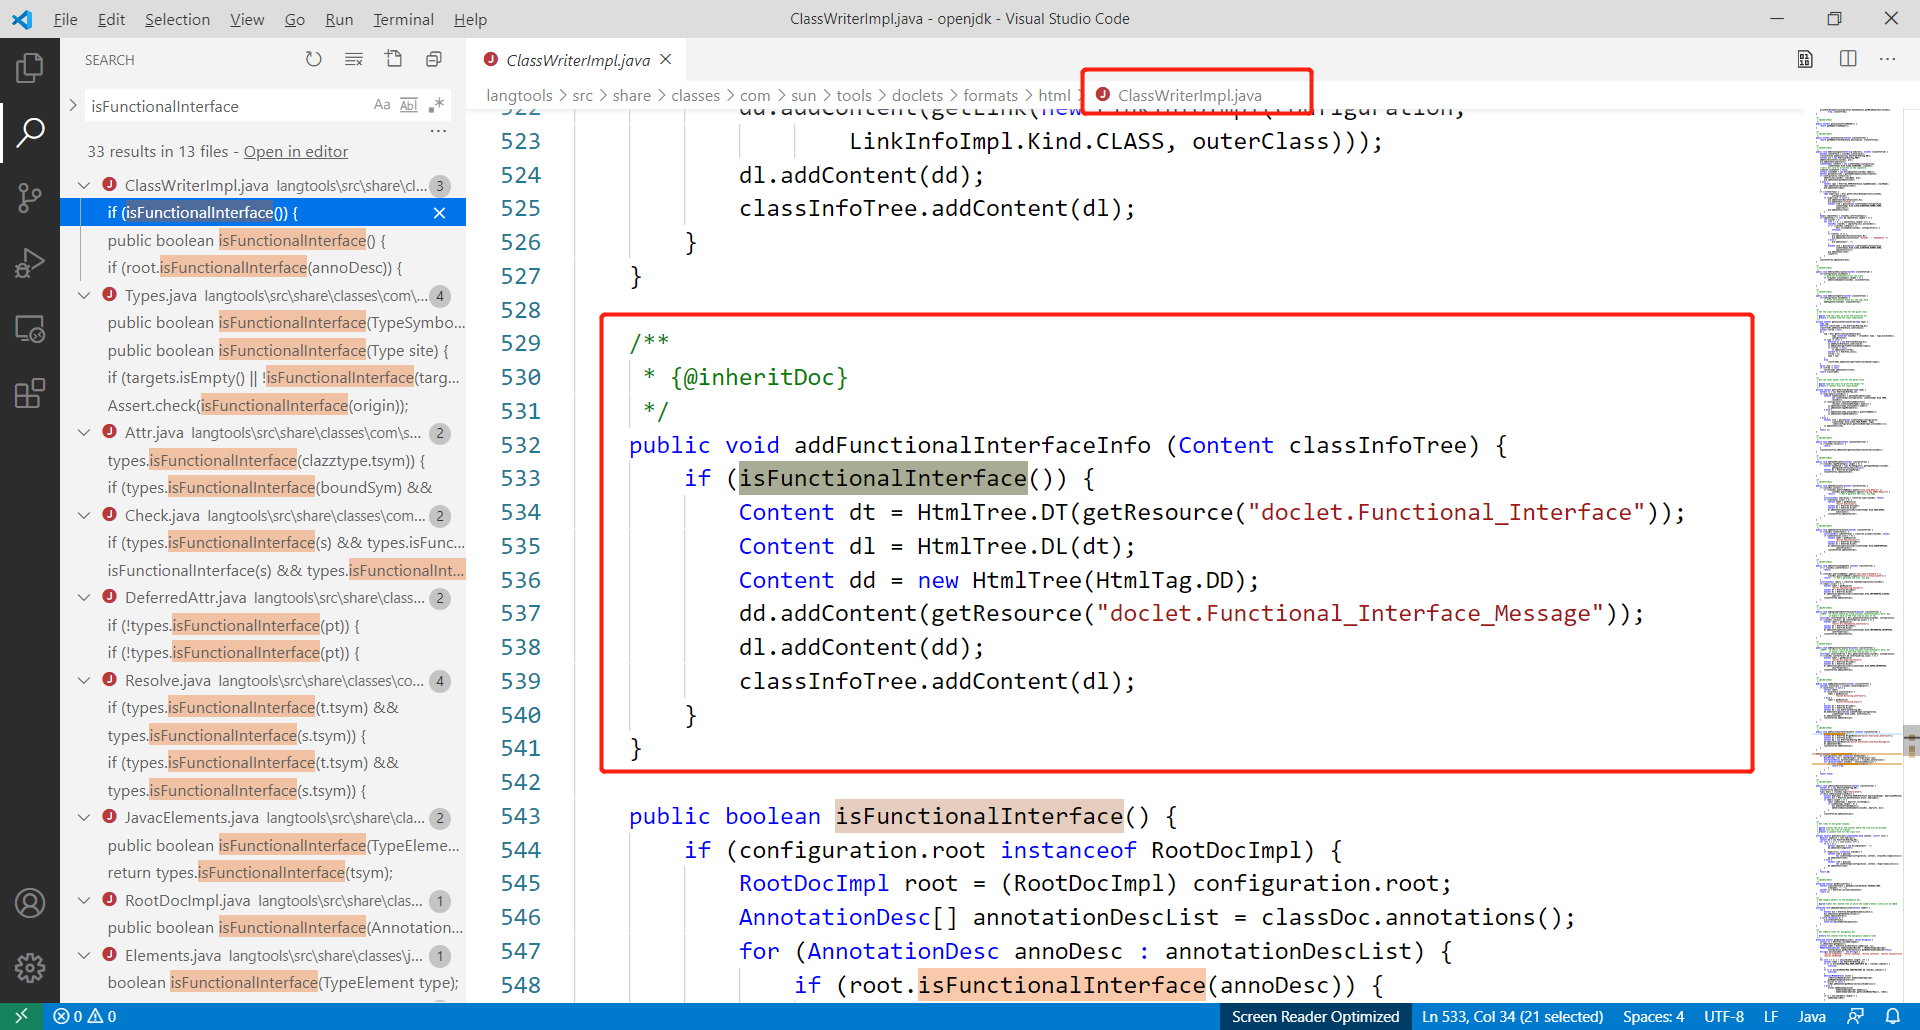 File Edit Selection View Go Run Terminal Help
ClassWriterImpl.java - openjdk - Visual Studio Code
SEARCH
isFunctionalInterface
Aa Abl .*
33 results in 13 files - Open in editor
ClassWriterImpl.java langtools\src\share\cl... 3
if (isFunctionalInterface()) {
public boolean isFunctionalInterface() {
if (root.isFunctionalInterface(annoDesc)) {
Types.java langtools\src\share\classes\com\... 4
public boolean isFunctionalInterface(TypeSymbo...
public boolean isFunctionalInterface(Type site) {
if (targets.isEmpty() || !isFunctionalInterface(targ...
Assert.check(isFunctionalInterface(origin));
Attr.java langtools\src\share\classes\com\s... 2
types.isFunctionalInterface(clazztype.tsym)) {
if (types.isFunctionalInterface(boundSym) &&
Check.java langtools\src\share\classes\com... 2
if (types.isFunctionalInterface(s) && types.isFunc...
isFunctionalInterface(s) && types.isFunctionalInt...
DeferredAttr.java langtools\src\share\class... 2
if (!types.isFunctionalInterface(pt)) {
if (!types.isFunctionalInterface(pt)) {
Resolve.java langtools\src\share\classes\co... 4
if (types.isFunctionalInterface(t.tsym) &&
types.isFunctionalInterface(s.tsym)) {
if (types.isFunctionalInterface(t.tsym) &&
types.isFunctionalInterface(s.tsym)) {
JavacElements.java langtools\src\share\cla... 2
public boolean isFunctionalInterface(TypeEleme...
return types.isFunctionalInterface(tsym);
RootDocImpl.java langtools\src\share\clas... 1
public boolean isFunctionalInterface(Annotation...
Elements.java langtools\src\share\classes\j... 1
boolean isFunctionalInterface(TypeElement type);
ClassWriterImpl.java
langtools > src > share > classes > com > sun > tools > doclets > formats > html > ClassWriterImpl.java
522 dd.addContent(getLink(new LinkInfoImpl(configuration,
523 LinkInfoImpl.Kind.CLASS, outerClass)));
524 dl.addContent(dd);
525 classInfoTree.addContent(dl);
526 }
527 }
528
529 /**
530 * {@inheritDoc}
531 */
532 public void addFunctionalInterfaceInfo (Content classInfoTree) {
533 if (isFunctionalInterface()) {
534 Content dt = HtmlTree.DT(getResource("doclet.Functional_Interface"));
535 Content dl = HtmlTree.DL(dt);
536 Content dd = new HtmlTree(HtmlTag.DD);
537 dd.addContent(getResource("doclet.Functional_Interface_Message"));
538 dl.addContent(dd);
539 classInfoTree.addContent(dl);
540 }
541 }
542
543 public boolean isFunctionalInterface() {
544 if (configuration.root instanceof RootDocImpl) {
545 RootDocImpl root = (RootDocImpl) configuration.root;
546 AnnotationDesc[] annotationDescList = classDoc.annotations();
547 for (AnnotationDesc annoDesc : annotationDescList) {
548 if (root.isFunctionalInterface(annoDesc)) {
0 0
Screen Reader Optimized Ln 533, Col 34 (21 selected) Spaces: 4 UTF-8 LF Java